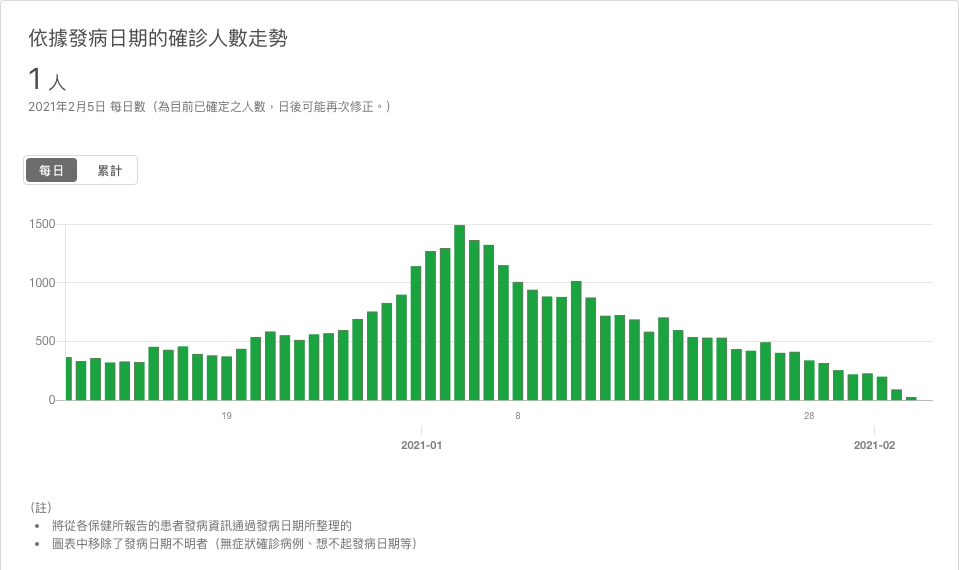 依據發病日期的確診人數走勢
1 人
2021年2月5日 每日數（為目前已確定之人數，日後可能再次修正。）
每日 累計
1500
1000
500
0
19 8 28
2021-01 2021-02
（註）
• 將從各保健所報告的患者發病資訊通過發病日期所整理的
• 圖表中移除了發病日期不明者（無症狀確診病例、想不起發病日期等）